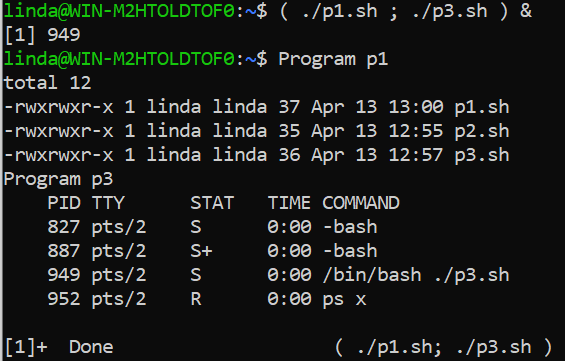 linda@WIN-M2HTOLDTOF0:~$ ( ./p1.sh ; ./p3.sh ) &
[1] 949
linda@WIN-M2HTOLDTOF0:~$ Program p1
total 12
-rwxrwxr-x 1 linda linda 37 Apr 13 13:00 p1.sh
-rwxrwxr-x 1 linda linda 35 Apr 13 12:55 p2.sh
-rwxrwxr-x 1 linda linda 36 Apr 13 12:57 p3.sh
Program p3
    PID TTY      STAT   TIME COMMAND
    827 pts/2    S      0:00 -bash
    887 pts/2    S+     0:00 -bash
    949 pts/2    S      0:00 /bin/bash ./p3.sh
    952 pts/2    R      0:00 ps x
[1]+  Done                    ( ./p1.sh; ./p3.sh )